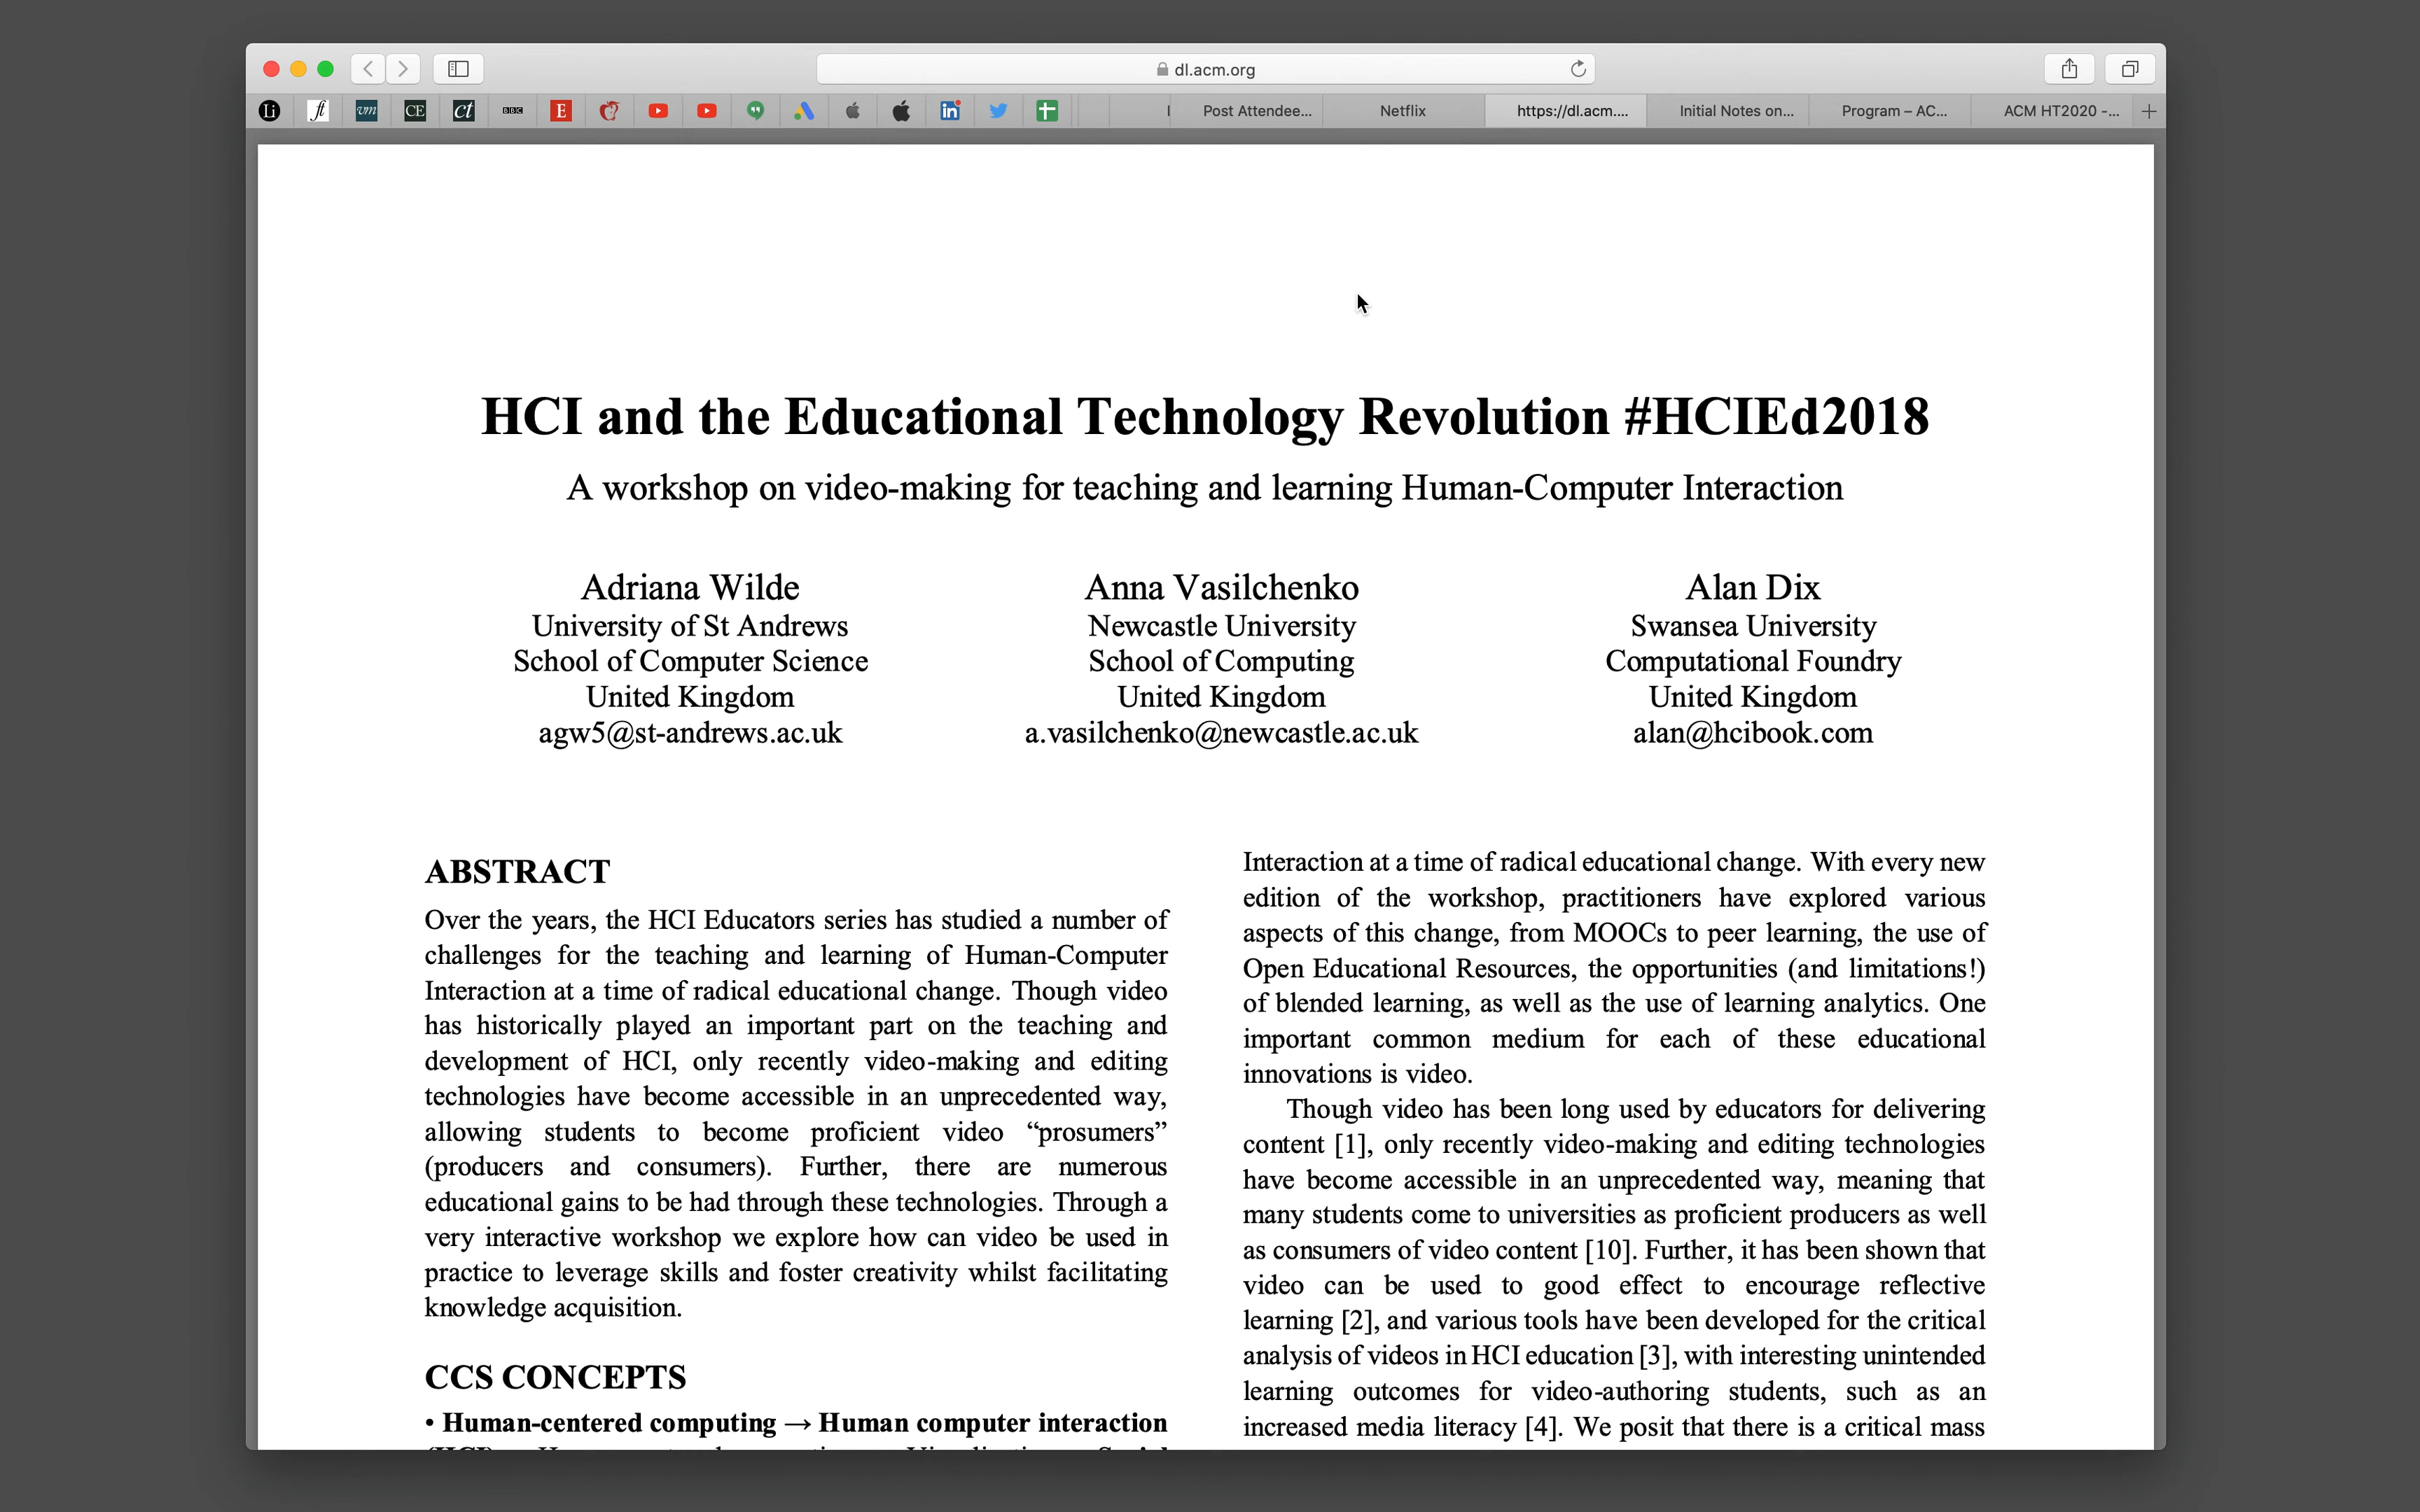 dl.acm.org
Li ft vm CE ct BBC E in
Post Attendee... Netflix https://dl.acm.... Initial Notes on... Program – AC... ACM HT2020 -...
HCI and the Educational Technology Revolution #HCIEd2018
A workshop on video-making for teaching and learning Human-Computer Interaction
Adriana Wilde
University of St Andrews
School of Computer Science
United Kingdom
agw5@st-andrews.ac.uk
Anna Vasilchenko
Newcastle University
School of Computing
United Kingdom
a.vasilchenko@newcastle.ac.uk
Alan Dix
Swansea University
Computational Foundry
United Kingdom
alan@hcibook.com
ABSTRACT
Over the years, the HCI Educators series has studied a number of
challenges for the teaching and learning of Human-Computer
Interaction at a time of radical educational change. Though video
has historically played an important part on the teaching and
development of HCI, only recently video-making and editing
technologies have become accessible in an unprecedented way,
allowing students to become proficient video “prosumers”
(producers and consumers). Further, there are numerous
educational gains to be had through these technologies. Through a
very interactive workshop we explore how can video be used in
practice to leverage skills and foster creativity whilst facilitating
knowledge acquisition.
CCS CONCEPTS
• Human-centered computing → Human computer interaction
Interaction at a time of radical educational change. With every new
edition of the workshop, practitioners have explored various
aspects of this change, from MOOCs to peer learning, the use of
Open Educational Resources, the opportunities (and limitations!)
of blended learning, as well as the use of learning analytics. One
important common medium for each of these educational
innovations is video.
Though video has been long used by educators for delivering
content [1], only recently video-making and editing technologies
have become accessible in an unprecedented way, meaning that
many students come to universities as proficient producers as well
as consumers of video content [10]. Further, it has been shown that
video can be used to good effect to encourage reflective
learning [2], and various tools have been developed for the critical
analysis of videos in HCI education [3], with interesting unintended
learning outcomes for video-authoring students, such as an
increased media literacy [4]. We posit that there is a critical mass